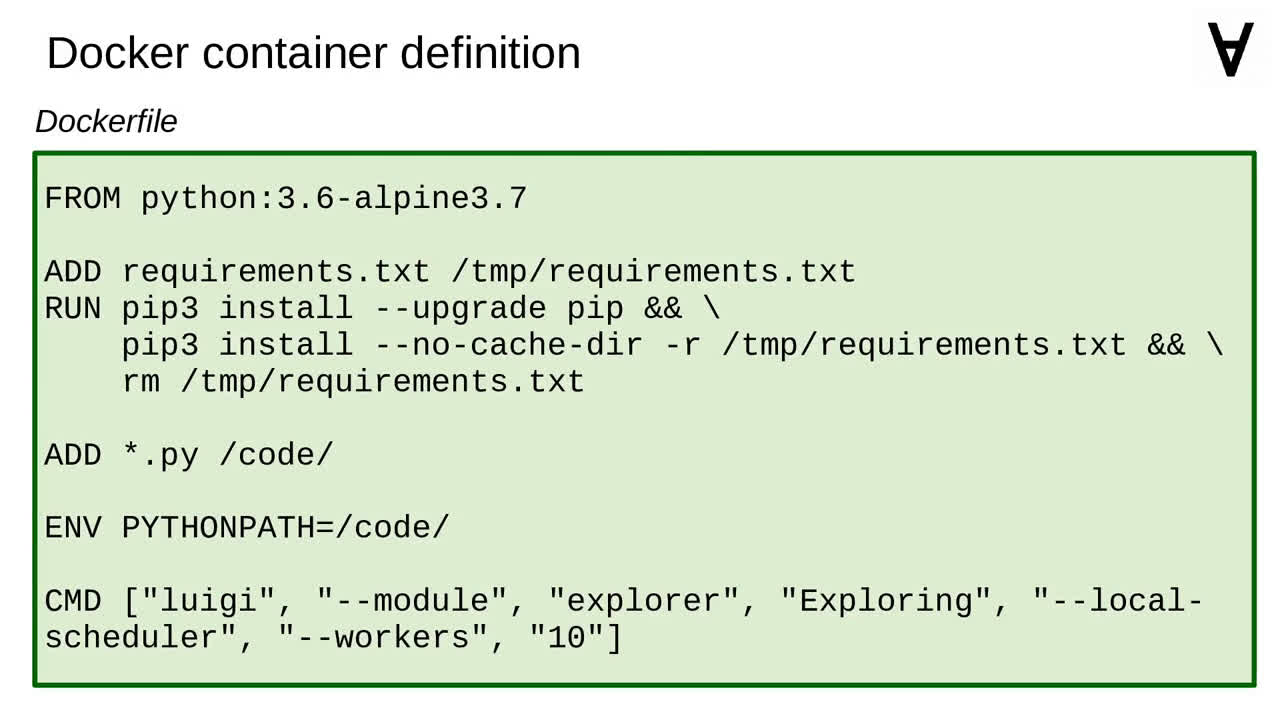 Docker container definition
Dockerfile
FROM python:3.6-alpine3.7
ADD requirements.txt /tmp/requirements.txt
RUN pip3 install --upgrade pip && \
    pip3 install --no-cache-dir -r /tmp/requirements.txt && \
    rm /tmp/requirements.txt
ADD *.py /code/
ENV PYTHONPATH=/code/
CMD ["luigi", "--module", "explorer", "Exploring", "--local-
scheduler", "--workers", "10"]